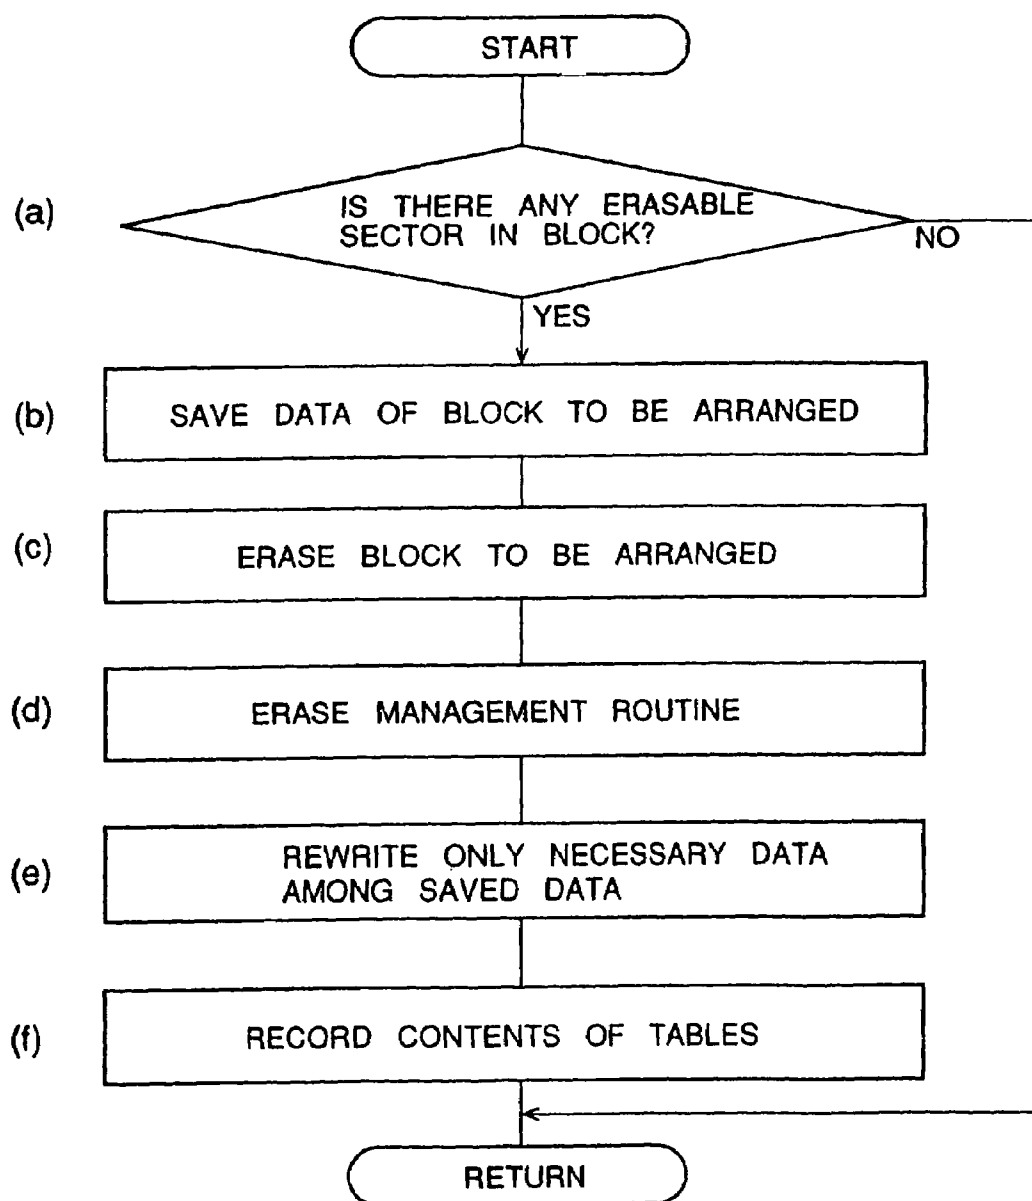 START
(a)
IS THERE ANY ERASABLE
SECTOR IN BLOCK?
NO
YES
(b)
SAVE DATA OF BLOCK TO BE ARRANGED
(c)
ERASE BLOCK TO BE ARRANGED
(d)
ERASE MANAGEMENT ROUTINE
(e)
REWRITE ONLY NECESSARY DATA
AMONG SAVED DATA
(f)
RECORD CONTENTS OF TABLES
RETURN